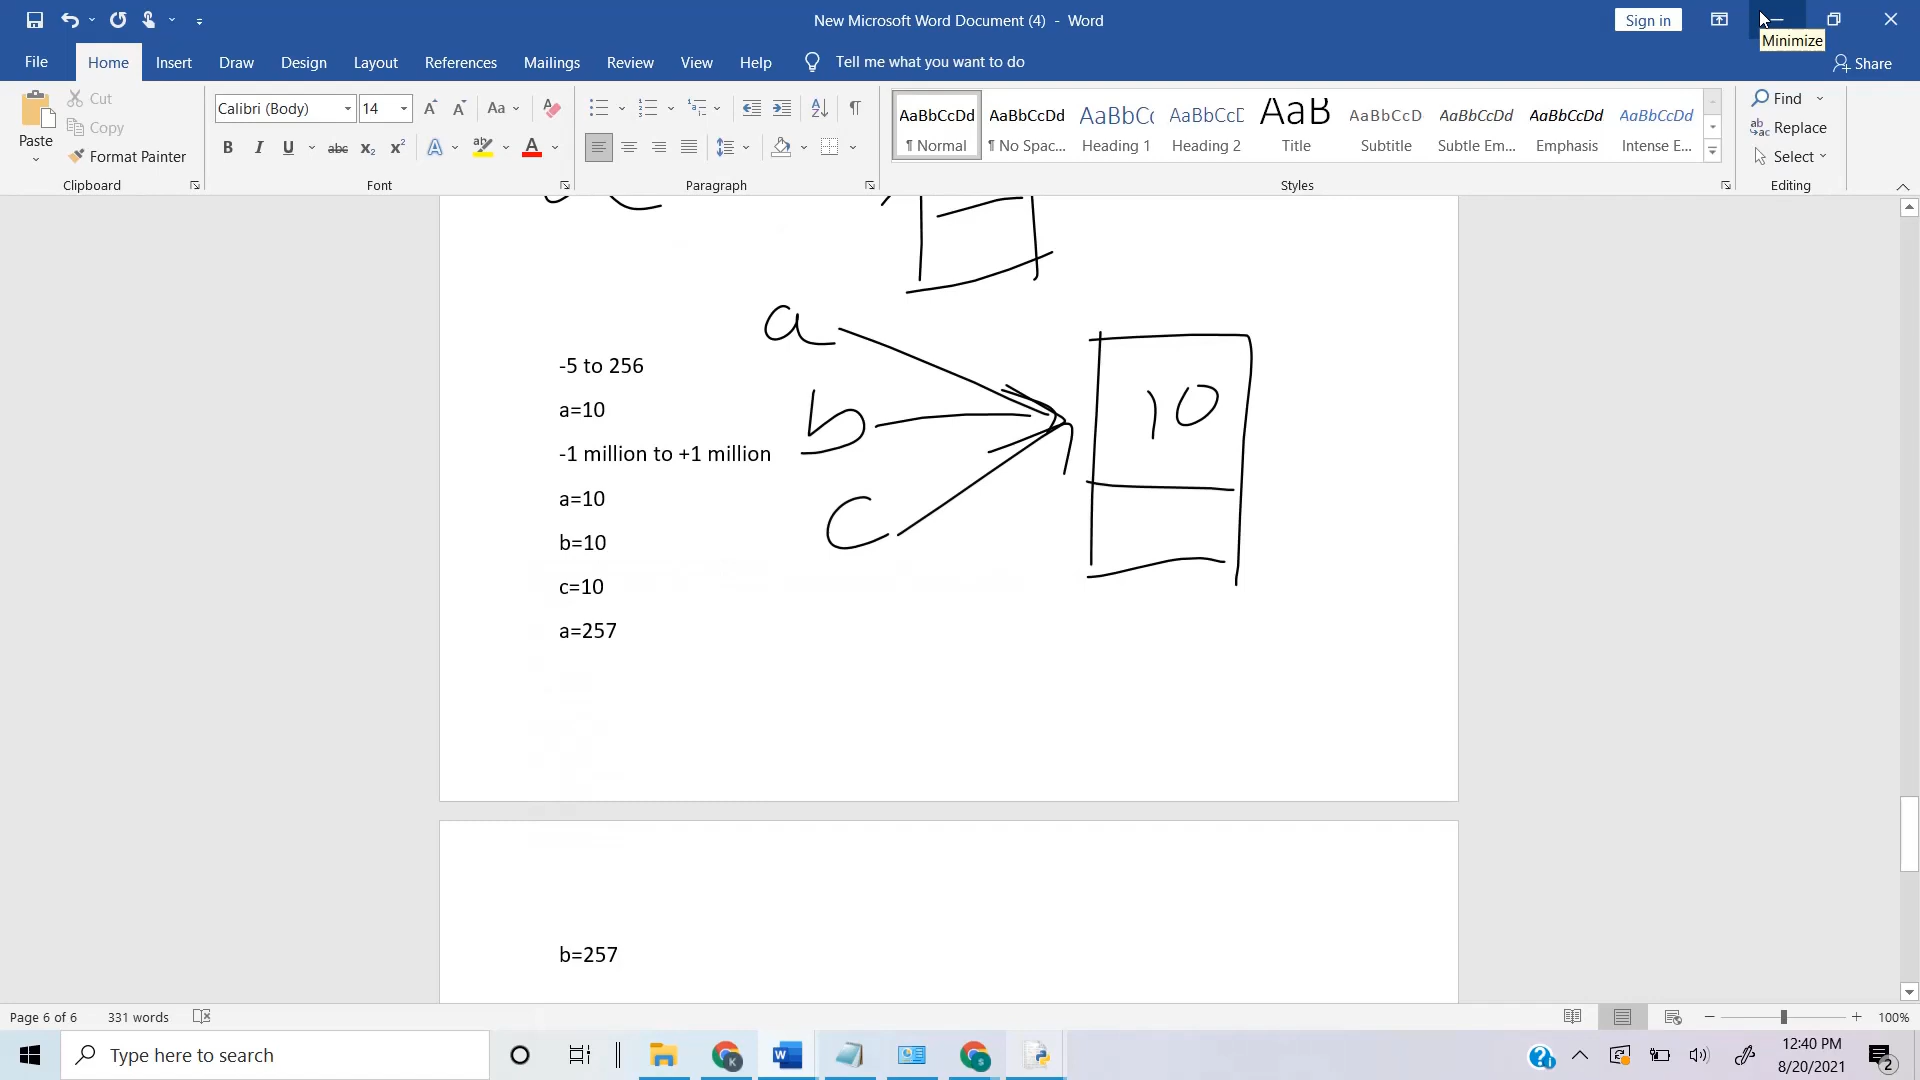 New Microsoft Word Document (4) - Word
Sign in
Minimize
File Home Insert Draw Design Layout References Mailings Review View Help Tell me what you want to do Share
Paste Cut Copy Format Painter
Calibri (Body) 14
AaBbCcDd AaBbCcDd AaBbC( AaBbCcC AaB AaBbCcD AaBbCcDd AaBbCcDd AaBbCcDd
¶ Normal ¶ No Spac... Heading 1 Heading 2 Title Subtitle Subtle Em... Emphasis Intense E...
Find
Replace
Select
Clipboard Font Paragraph Styles Editing
a
-5 to 256
10
a=10
b
-1 million to +1 million
a=10
c
b=10
c=10
a=257
b=257
Page 6 of 6 331 words 100%
Type here to search
12:40 PM
8/20/2021
2